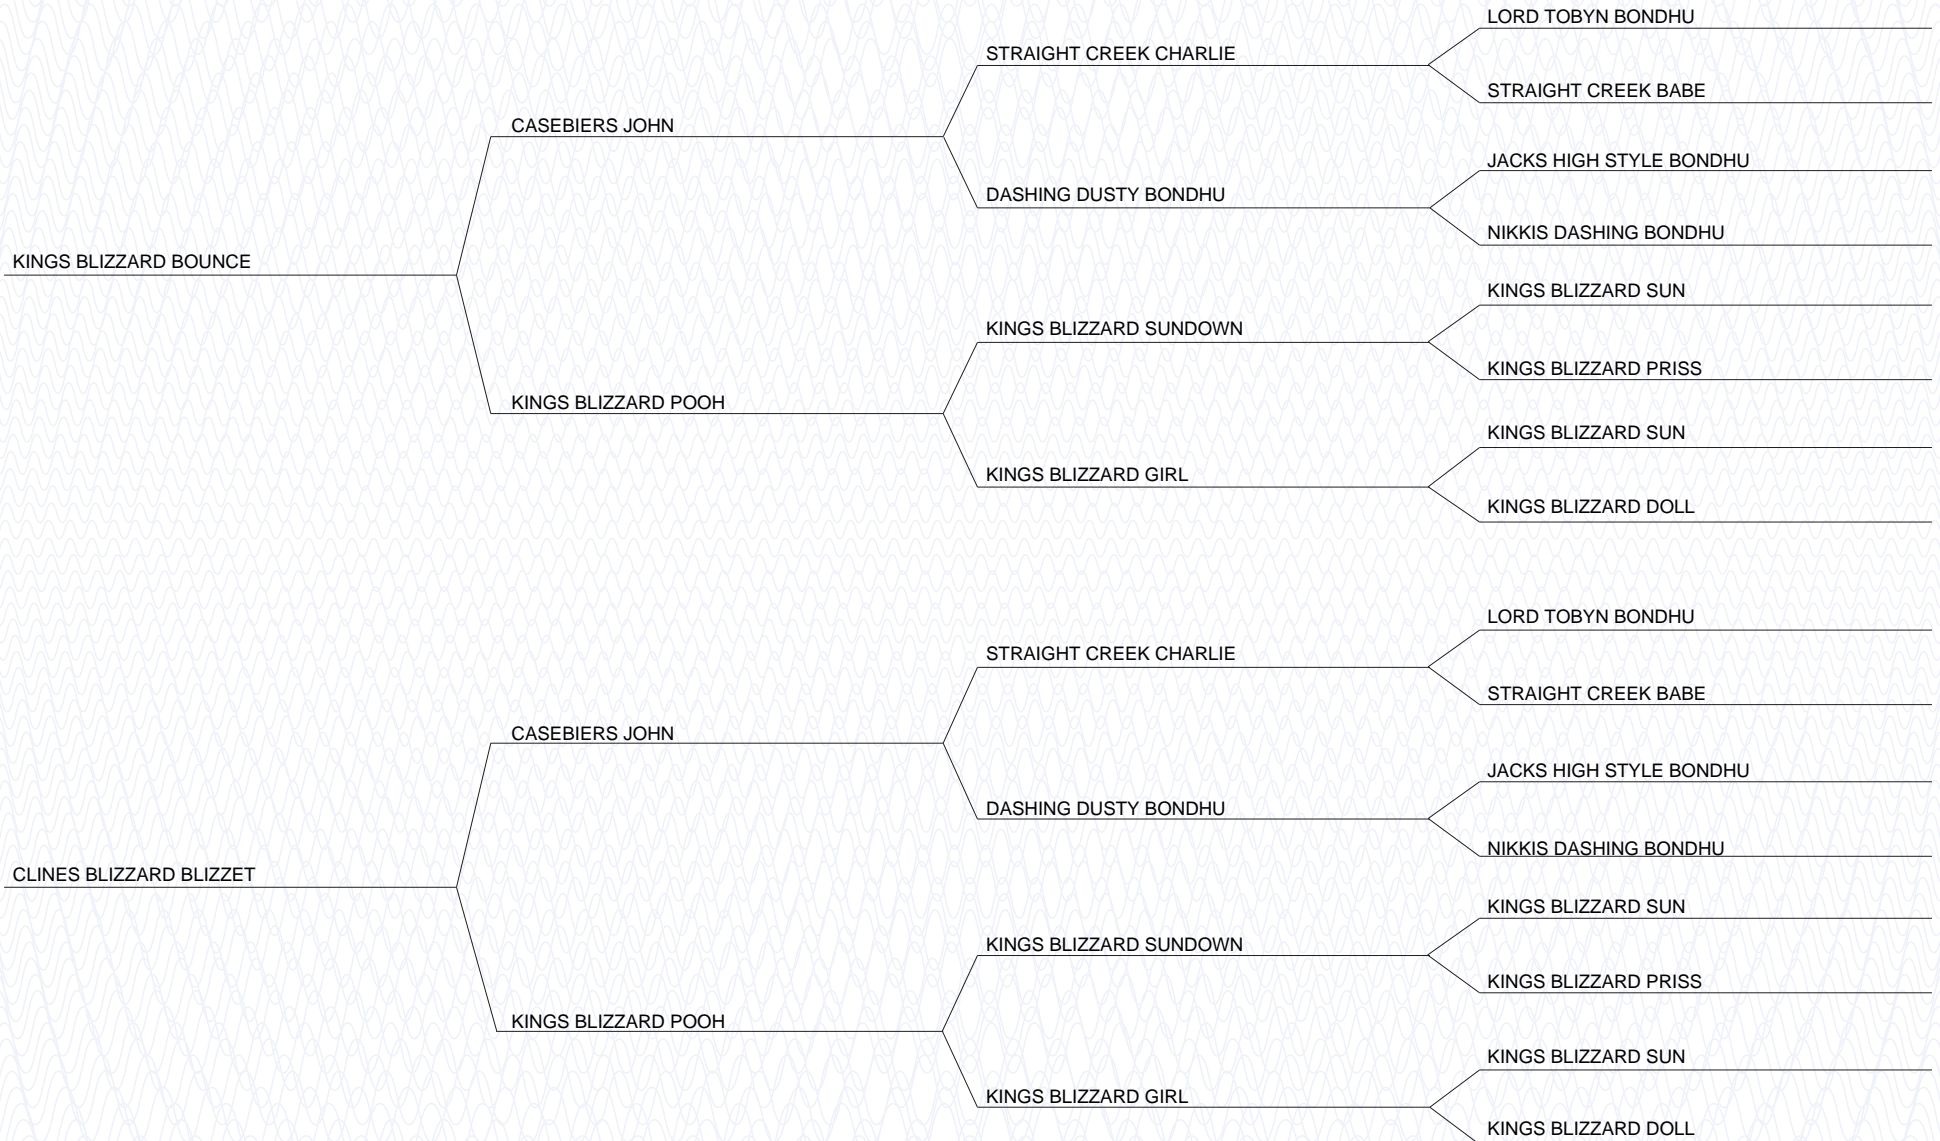 LORD TOBYN BONDHU
STRAIGHT CREEK CHARLIE
STRAIGHT CREEK BABE
CASEBIERS JOHN
JACKS HIGH STYLE BONDHU
DASHING DUSTY BONDHU
NIKKIS DASHING BONDHU
KINGS BLIZZARD BOUNCE
KINGS BLIZZARD SUN
KINGS BLIZZARD SUNDOWN
KINGS BLIZZARD PRISS
KINGS BLIZZARD POOH
KINGS BLIZZARD SUN
KINGS BLIZZARD GIRL
KINGS BLIZZARD DOLL
LORD TOBYN BONDHU
STRAIGHT CREEK CHARLIE
STRAIGHT CREEK BABE
CASEBIERS JOHN
JACKS HIGH STYLE BONDHU
DASHING DUSTY BONDHU
NIKKIS DASHING BONDHU
CLINES BLIZZARD BLIZZET
KINGS BLIZZARD SUN
KINGS BLIZZARD SUNDOWN
KINGS BLIZZARD PRISS
KINGS BLIZZARD POOH
KINGS BLIZZARD SUN
KINGS BLIZZARD GIRL
KINGS BLIZZARD DOLL